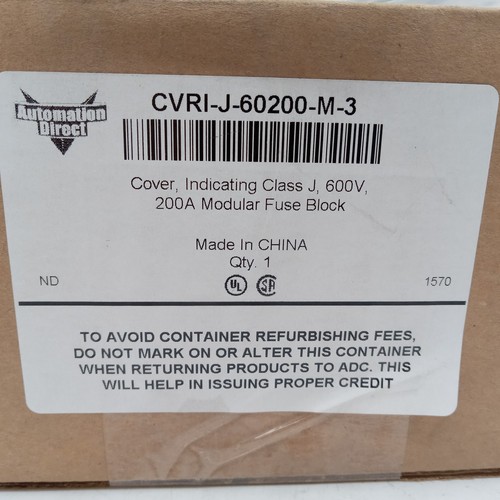 Automation
Direct
CVRI-J-60200-M-3
Cover, Indicating Class J, 600V,
200A Modular Fuse Block
Made In CHINA
Qty. 1
ND
UL
SA
1570
TO AVOID CONTAINER REFURBISHING FEES,
DO NOT MARK ON OR ALTER THIS CONTAINER
WHEN RETURNING PRODUCTS TO ADC. THIS
WILL HELP IN ISSUING PROPER CREDIT